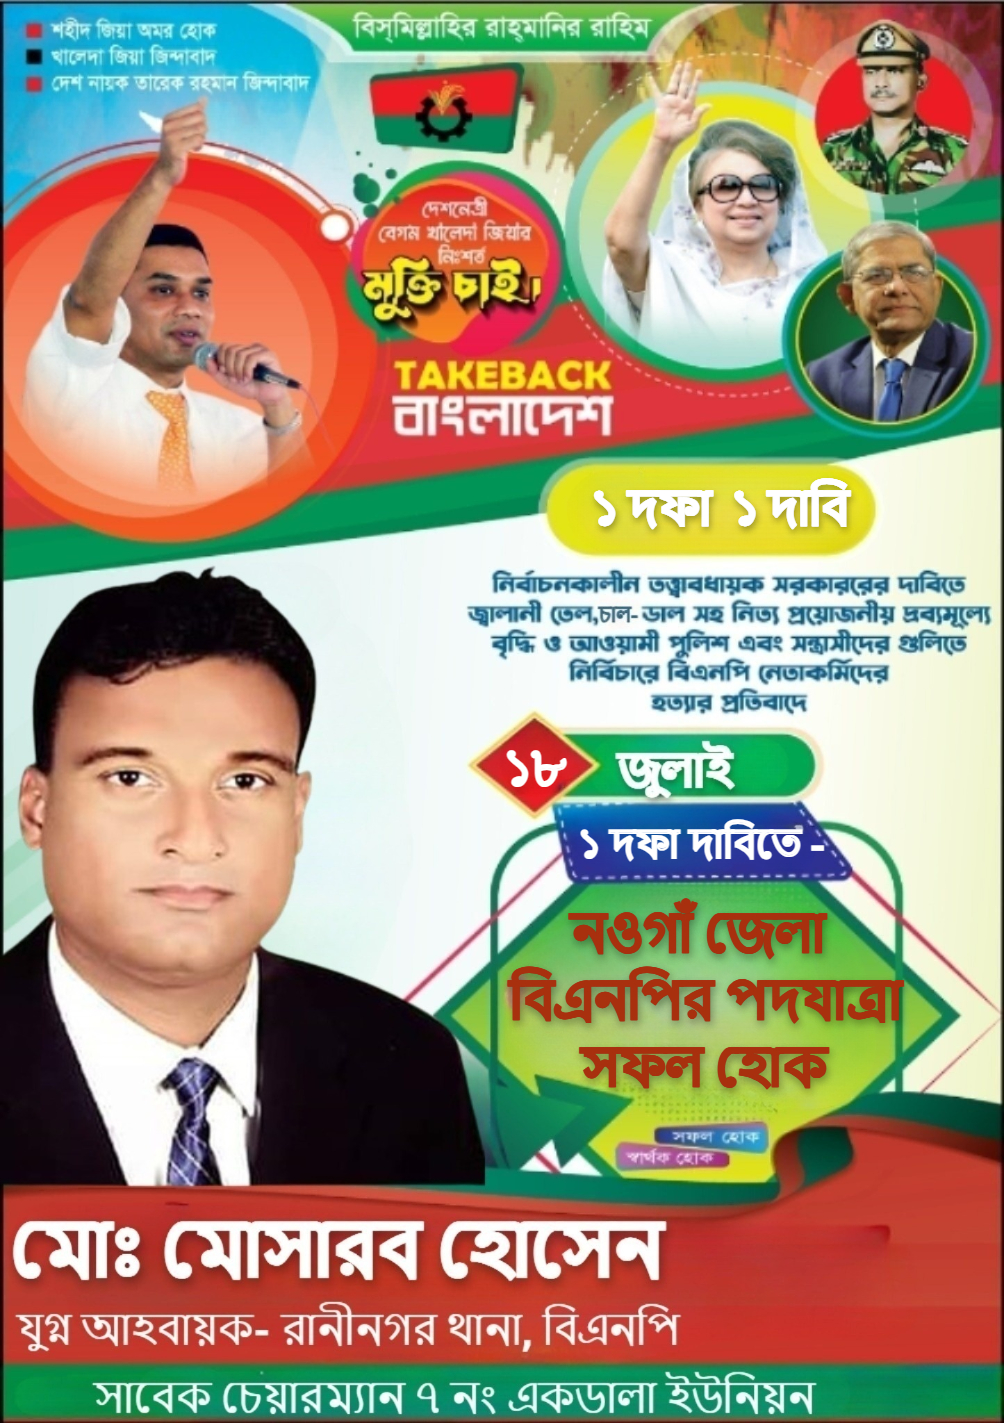 বিস্‌মিল্লাহির রাহ্‌মানির রাহিম
শহীদ জিয়া অমর হোক
খালেদা জিয়া জিন্দাবাদ
দেশ নায়ক তারেক রহমান জিন্দাবাদ
দেশনেত্রী
বেগম খালেদা জিয়ার
নিঃশর্ত
মুক্তি চাই।
TAKEBACK
বাংলাদেশ
১ দফা ১ দাবি
নির্বাচনকালীন তত্ত্বাবধায়ক সরকাররের দাবিতে
জ্বালানী তেল,চাল-ডাল সহ নিত্য প্রয়োজনীয় দ্রব্যমূল্যে
বৃদ্ধি ও আওয়ামী পুলিশ এবং সন্ত্রাসীদের গুলিতে
নির্বিচারে বিএনপি নেতাকর্মিদের
হত্যার প্রতিবাদে
১৮ জুলাই
১ দফা দাবিতে -
নওগাঁ জেলা
বিএনপির পদযাত্রা
সফল হোক
সফল হোক
স্বার্থক হোক
মোঃ মোসারব হোসেন
যুগ্ন আহবায়ক- রানীনগর থানা, বিএনপি
সাবেক চেয়ারম্যান ৭ নং একডালা ইউনিয়ন